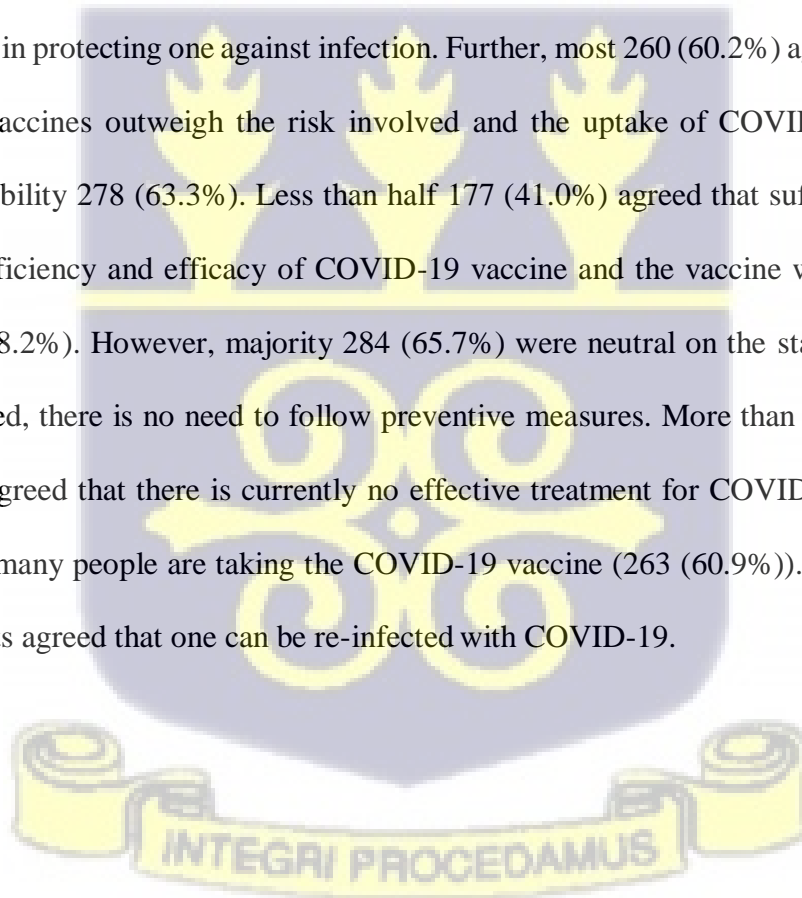 in protecting one against infection. Further, most 260 (60.2%) a
accines outweigh the risk involved and the uptake of COVI
bility 278 (63.3%). Less than half 177 (41.0%) agreed that suf
ficiency and efficacy of COVID-19 vaccine and the vaccine w
8.2%). However, majority 284 (65.7%) were neutral on the sta
ed, there is no need to follow preventive measures. More than
greed that there is currently no effective treatment for COVID
many people are taking the COVID-19 vaccine (263 (60.9%)).
s agreed that one can be re-infected with COVID-19.
INTEGRI PROCEDAMUS